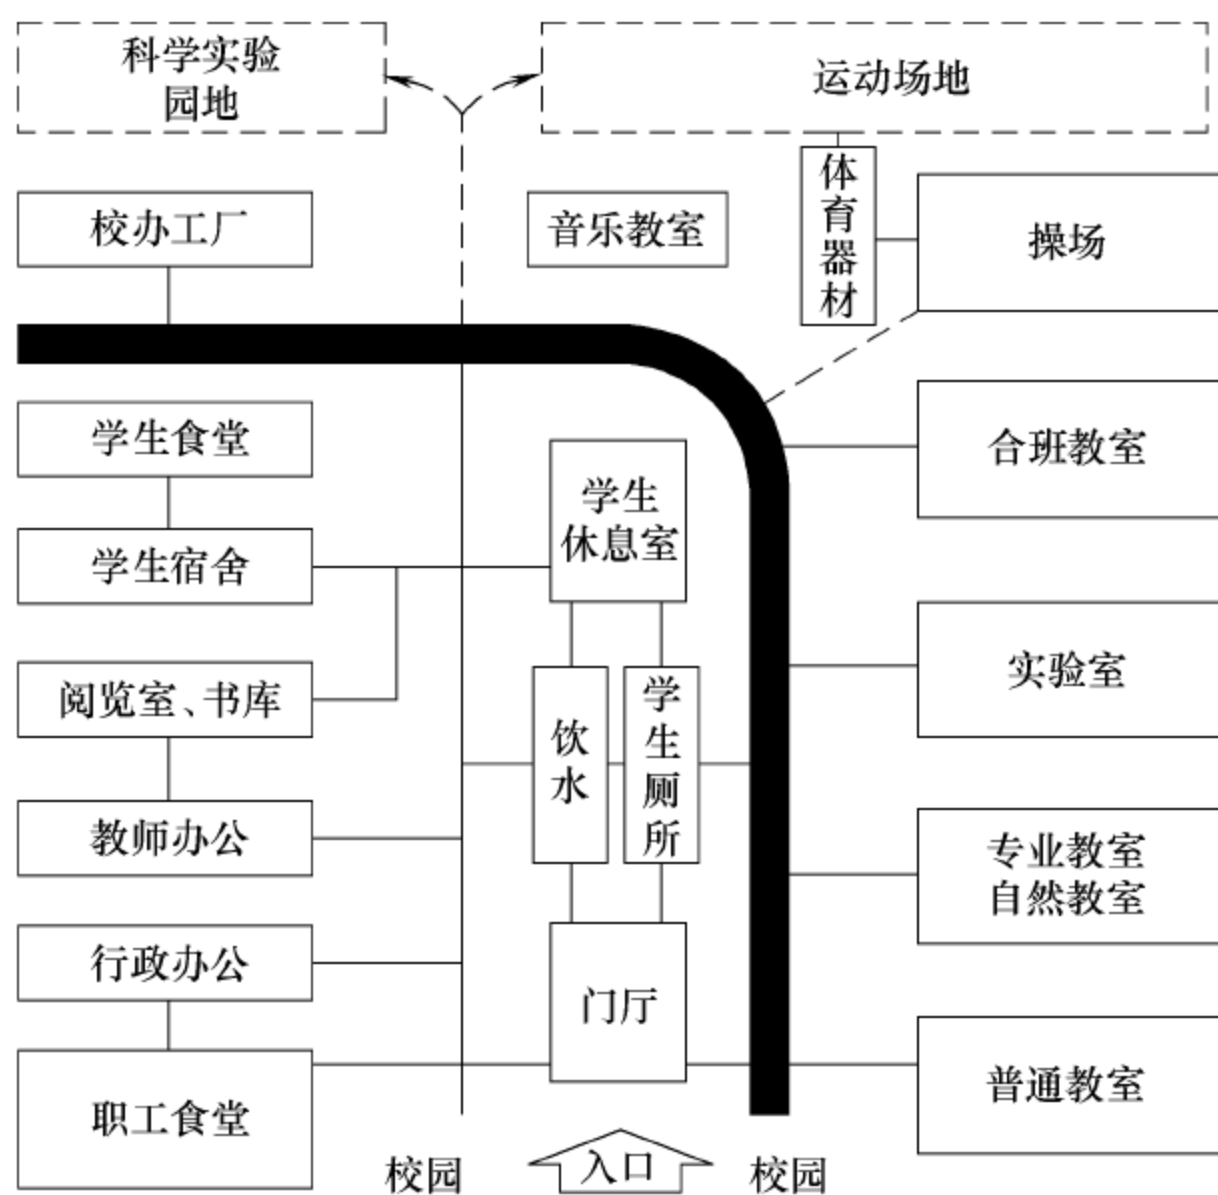 科学实验
园地
运动场地
校办工厂
音乐教室
体育器材
操场
学生食堂
合班教室
学生
休息室
学生宿舍
实验室
阅览室、书库
饮水
学生厕所
教师办公
专业教室
自然教室
行政办公
门厅
普通教室
职工食堂
校园
入口
校园